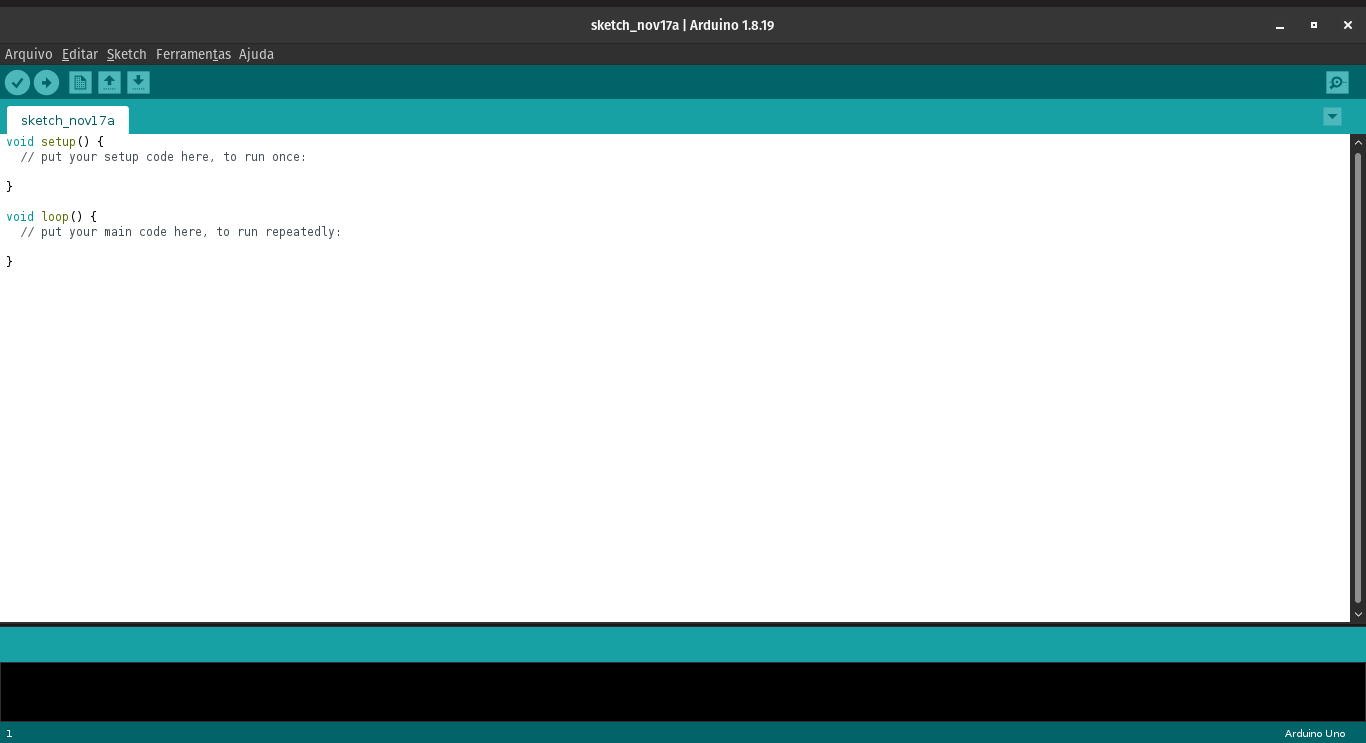 sketch_nov17a | Arduino 1.8.19
Arquivo Editar Sketch Ferramentas Ajuda
sketch_nov17a
void setup() {
  // put your setup code here, to run once:
}
void loop() {
  // put your main code here, to run repeatedly:
}
1
Arduino Uno